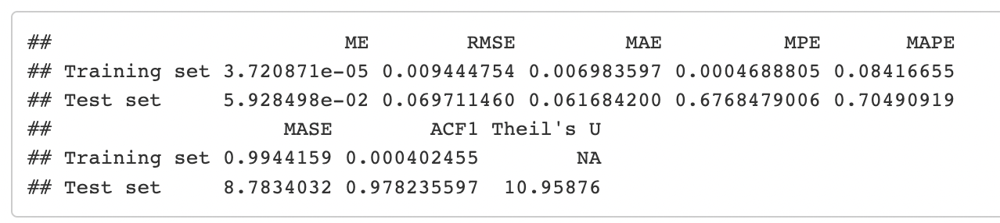 ##                        ME        RMSE         MAE          MPE       MAPE
## Training set 3.720871e-05 0.009444754 0.006983597 0.0004688805 0.08416655
## Test set     5.928498e-02 0.069711460 0.061684200 0.6768479006 0.70490919
##                   MASE        ACF1 Theil's U
## Training set 0.9944159 0.000402455        NA
## Test set     8.7834032 0.978235597  10.95876